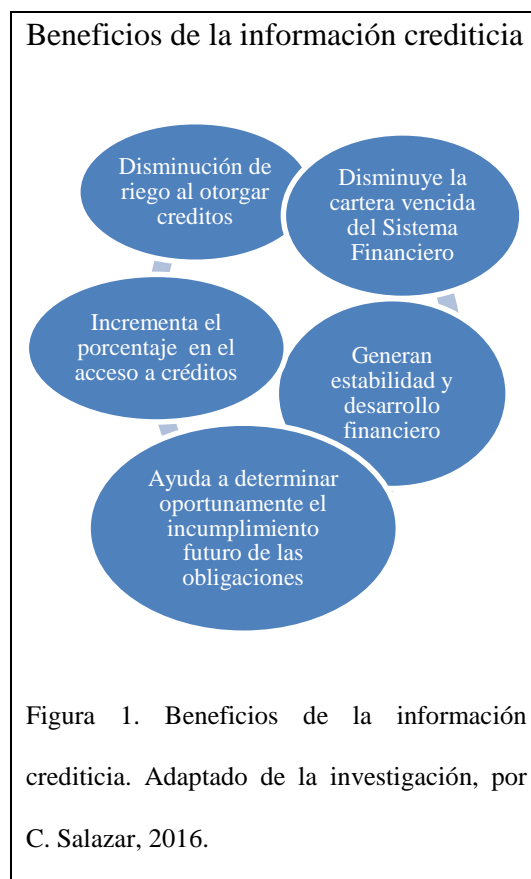 Beneficios de la información crediticia
Disminución de
riego al otorgar
creditos
Disminuye la
cartera vencida
del Sistema
Financiero
Incrementa el
porcentaje en el
acceso a créditos
Generan
estabilidad y
desarrollo
financiero
Ayuda a determinar
oportunamente el
incumplimiento
futuro de las
obligaciones
Figura 1. Beneficios de la información
crediticia. Adaptado de la investigación, por
C. Salazar, 2016.